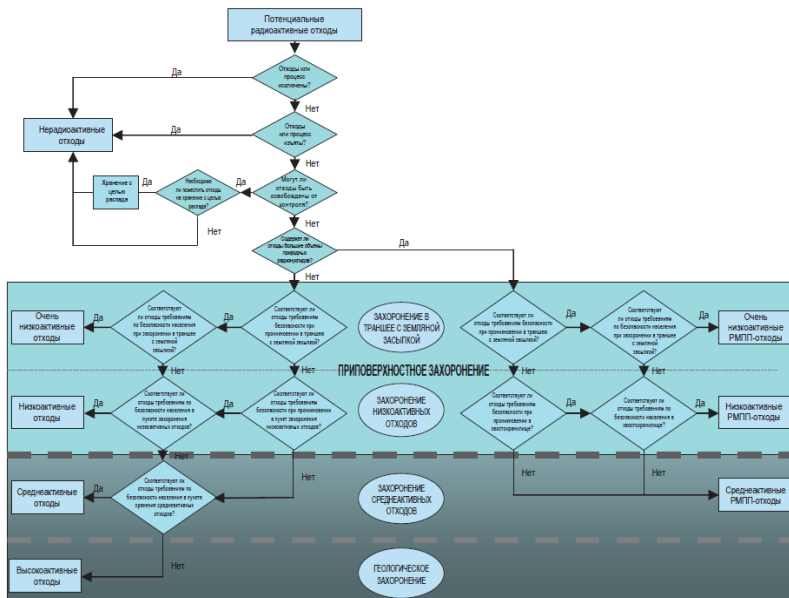 Потенциальные
радиоактивные отходы
Да
Отходы или
процесс
исключены?
Нет
Нерадиоактивные
отходы
Да
Отходы
или процесс
изъяты?
Нет
Хранение с
целью
распада
Да
Необходимо
ли поместить отходы
на хранение с целью
распада?
Да
Могут ли
отходы быть
освобождены от
контроля?
Нет
Нет
Содержат ли
отходы большие объемы
природных
радионуклидов?
Да
Нет
Очень
низкоактивные
отходы
Да
Соответствуют
ли отходы требованиям
по безопасности населения
при захоронении в траншее
с земляной
засыпкой?
Да
Соответствуют ли
отходы требованиям
безопасности при
проникновении в траншее
с земляной
засыпкой?
ЗАХОРОНЕНИЕ В
ТРАНШЕЕ С ЗЕМЛЯНОЙ
ЗАСЫПКОЙ
Соответствуют ли
отходы требованиям безопасности
при проникновении в траншее
с земляной
засыпкой?
Да
Соответствуют
ли отходы требованиям
по безопасности населения
при захоронении в траншее
с земляной
засыпкой?
Да
Очень
низкоактивные
РМПП-отходы
Нет
Нет
Нет
Нет
ПРИПОВЕРХНОСТНОЕ ЗАХОРОНЕНИЕ
Низкоактивные
отходы
Да
Соответствуют ли
отходы требованиям по
безопасности населения в
пункте захоронения
низкоактивных отходов?
Да
Соответствуют ли
отходы требованиям
безопасности при проникновении
в пункт захоронения
низкоактивных отходов?
ЗАХОРОНЕНИЕ
НИЗКОАКТИВНЫХ
ОТХОДОВ
Соответствуют ли
отходы требованиям
безопасности при
проникновении в
хвостохранилище?
Да
Соответствуют ли
отходы требованиям по
безопасности населения в
хвостохранилище?
Да
Низкоактивные
РМПП-отходы
Нет
Нет
Нет
Нет
Среднеактивные
отходы
Да
Соответствуют ли
отходы требованиям по
безопасности населения в пункте
хранения среднеактивных
отходов?
ЗАХОРОНЕНИЕ
СРЕДНЕАКТИВНЫХ
ОТХОДОВ
Среднеактивные
РМПП-отходы
Нет
Высокоактивные
отходы
ГЕОЛОГИЧЕСКОЕ
ЗАХОРОНЕНИЕ